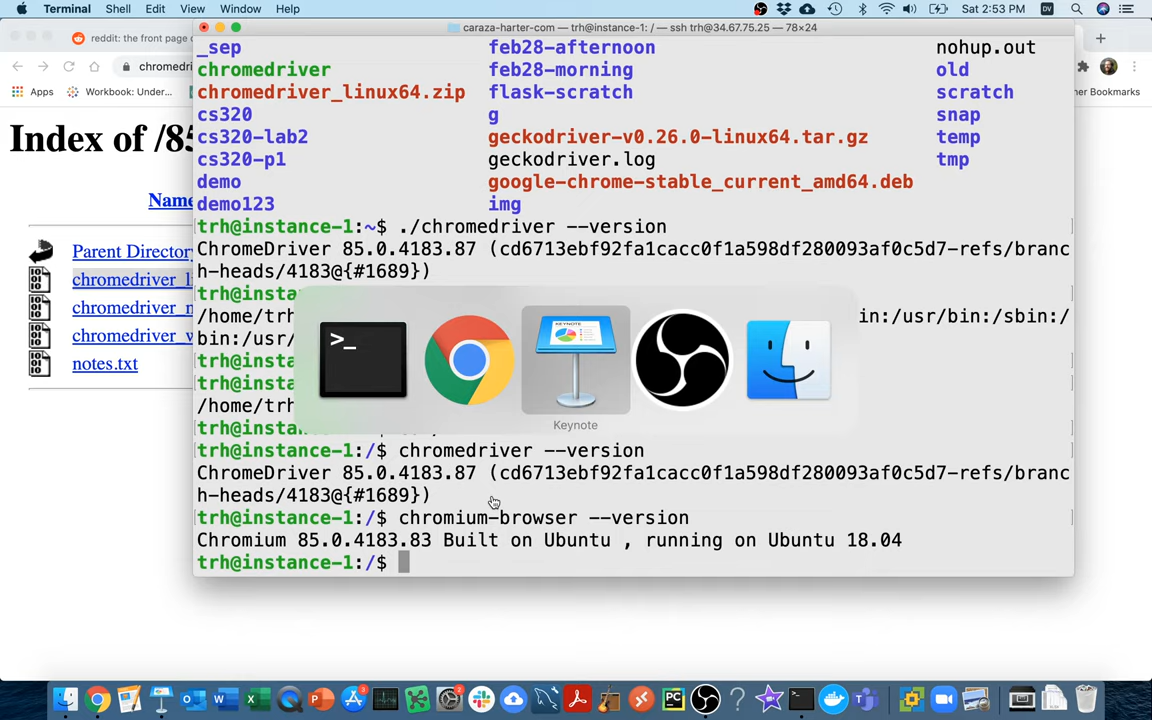 Terminal Shell Edit View Window Help Sat 2:53 PM
reddit: the front page
caraza-harter-com — trh@instance-1: / — ssh trh@34.67.75.25 — 78×24
chromedri
Apps Workbook: Under... her Bookmarks
Index of /85
Name
Parent Directory
chromedriver_l
chromedriver_
chromedriver_
notes.txt
_sep feb28-afternoon nohup.out
chromedriver feb28-morning old
chromedriver_linux64.zip flask-scratch scratch
cs320 g snap
cs320-lab2 geckodriver-v0.26.0-linux64.tar.gz temp
cs320-p1 geckodriver.log tmp
demo google-chrome-stable_current_amd64.deb
demo123 img
trh@instance-1:~$ ./chromedriver --version
ChromeDriver 85.0.4183.87 (cd6713ebf92fa1cacc0f1a598df280093af0c5d7-refs/branc
h-heads/4183@{#1689})
trh@insta
/home/trh in:/usr/bin:/sbin:/
bin:/usr/
trh@insta
trh@insta
/home/trh
trh@insta
Keynote
trh@instance-1:/$ chromedriver --version
ChromeDriver 85.0.4183.87 (cd6713ebf92fa1cacc0f1a598df280093af0c5d7-refs/branc
h-heads/4183@{#1689})
trh@instance-1:/$ chromium-browser --version
Chromium 85.0.4183.83 Built on Ubuntu , running on Ubuntu 18.04
trh@instance-1:/$